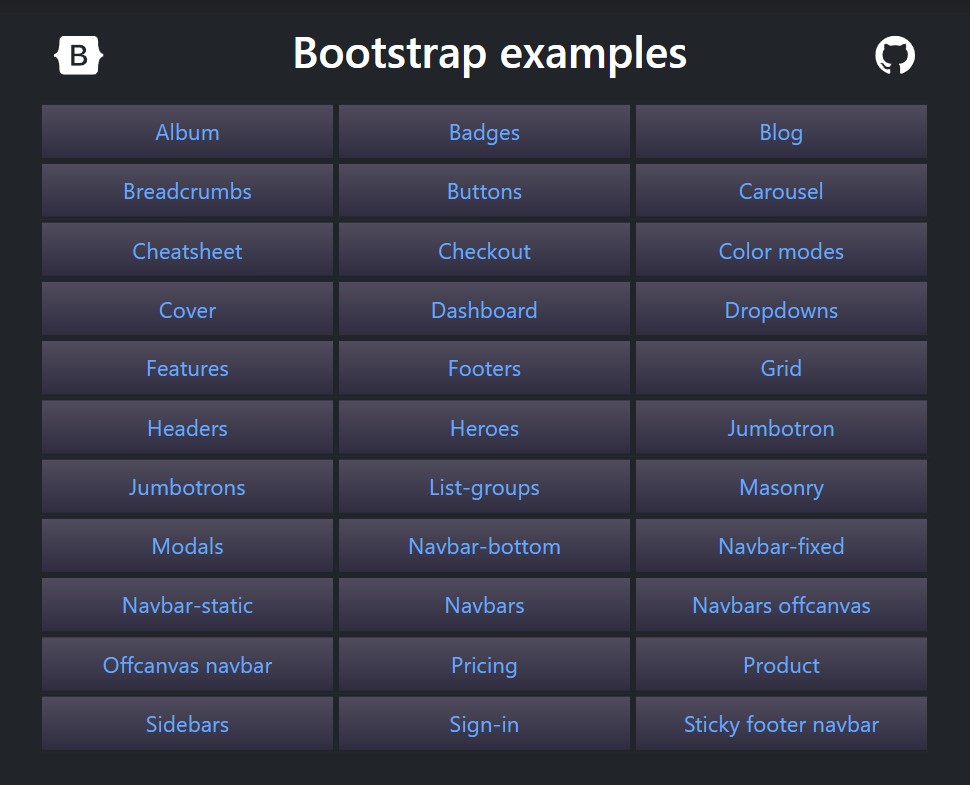 B
Bootstrap examples
Album Badges Blog
Breadcrumbs Buttons Carousel
Cheatsheet Checkout Color modes
Cover Dashboard Dropdowns
Features Footers Grid
Headers Heroes Jumbotron
Jumbotrons List-groups Masonry
Modals Navbar-bottom Navbar-fixed
Navbar-static Navbars Navbars offcanvas
Offcanvas navbar Pricing Product
Sidebars Sign-in Sticky footer navbar